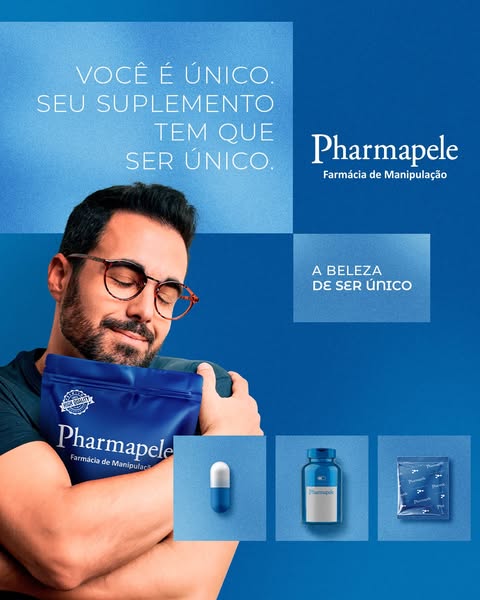 VOCÊ É ÚNICO.
SEU SUPLEMENTO
TEM QUE
SER ÚNICO.
Pharmapele
Farmácia de Manipulação
A BELEZA
DE SER ÚNICO
Pharmapele
Farmácia de Manipulação
Pharmapele